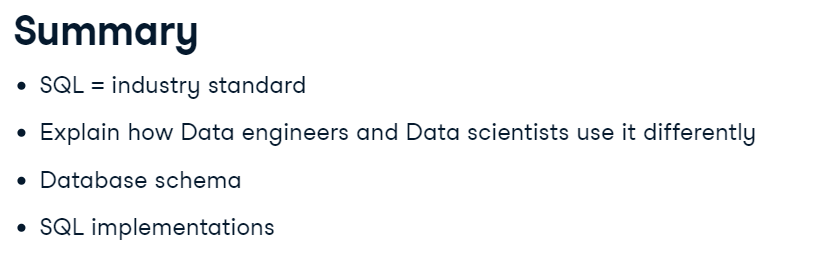 Summary
• SQL = industry standard
• Explain how Data engineers and Data scientists use it differently
• Database schema
• SQL implementations